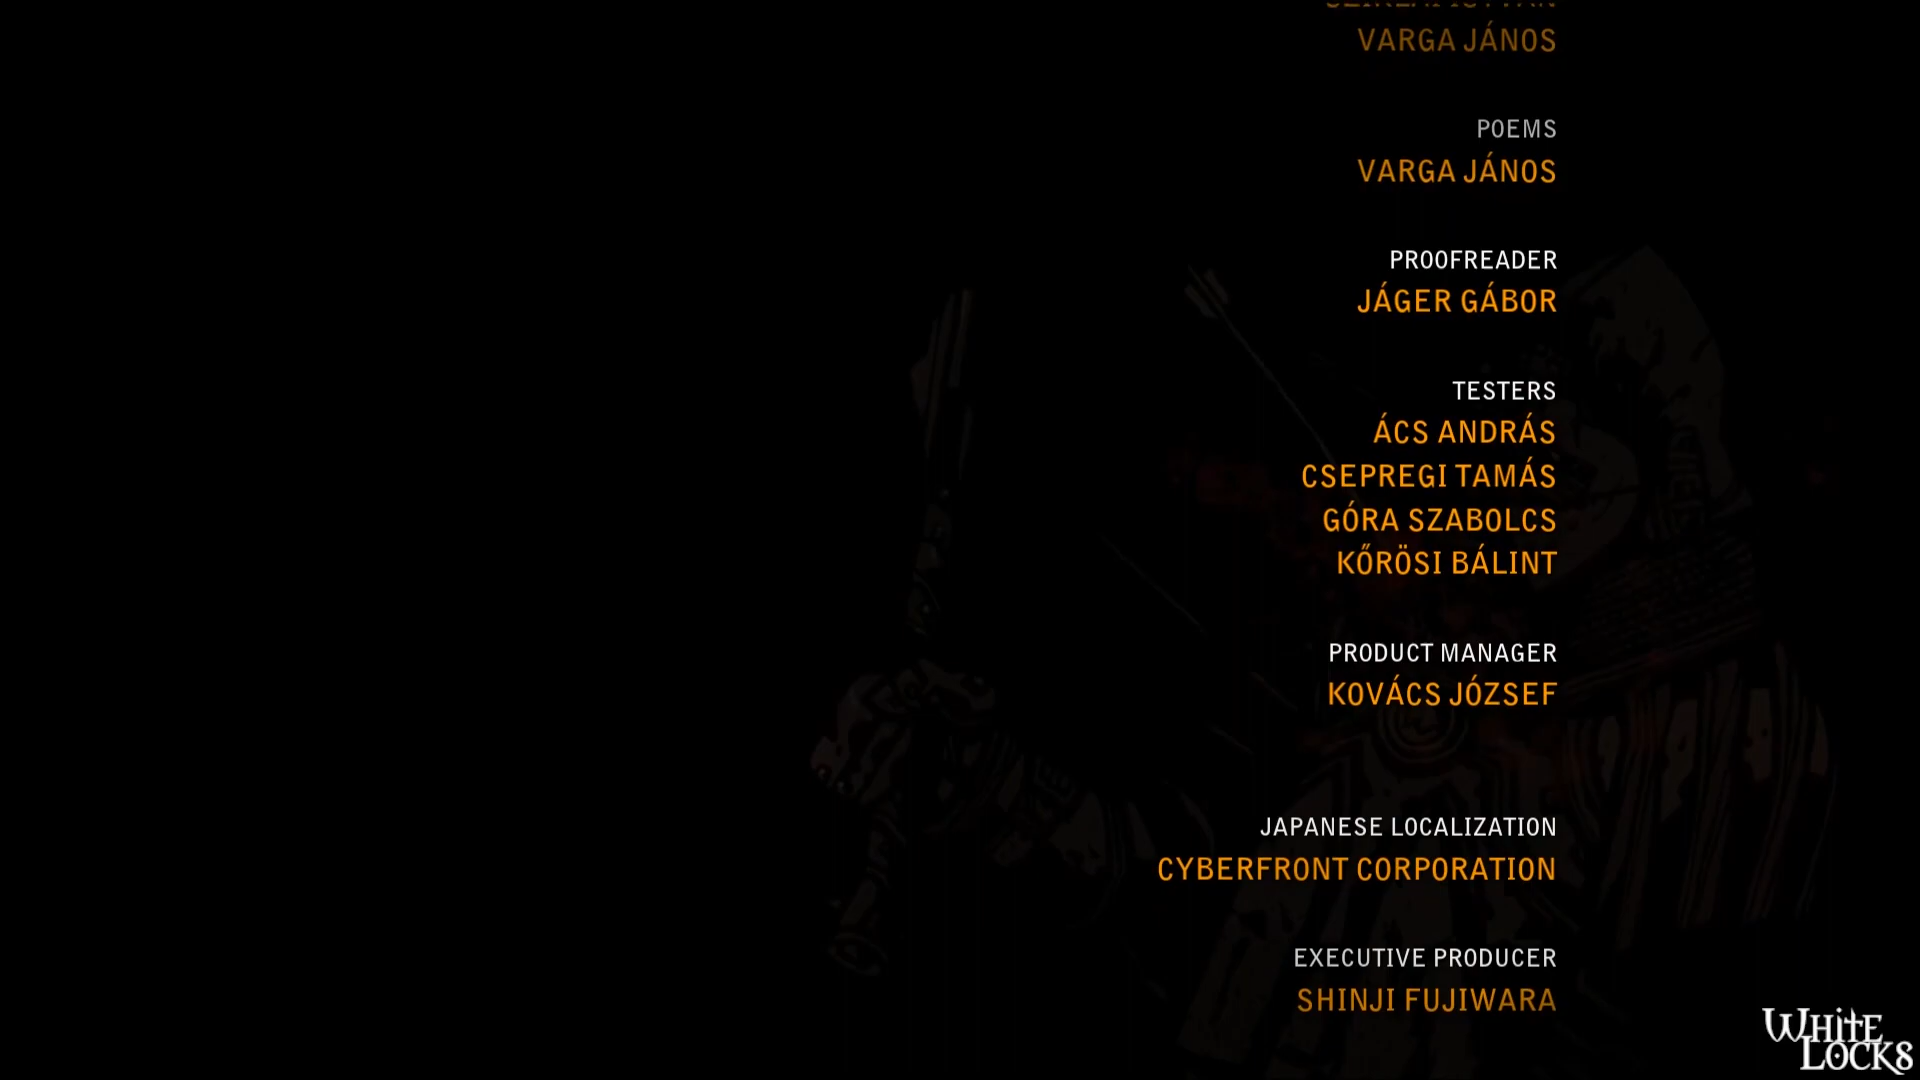 VARGA JÁNOS
POEMS
VARGA JÁNOS
PROOFREADER
JÁGER GÁBOR
TESTERS
ÁCS ANDRÁS
CSEPREGI TAMÁS
GÓRA SZABOLCS
KŐRÖSI BÁLINT
PRODUCT MANAGER
KOVÁCS JÓZSEF
JAPANESE LOCALIZATION
CYBERFRONT CORPORATION
EXECUTIVE PRODUCER
SHINJI FUJIWARA
WHITE
LOCKS